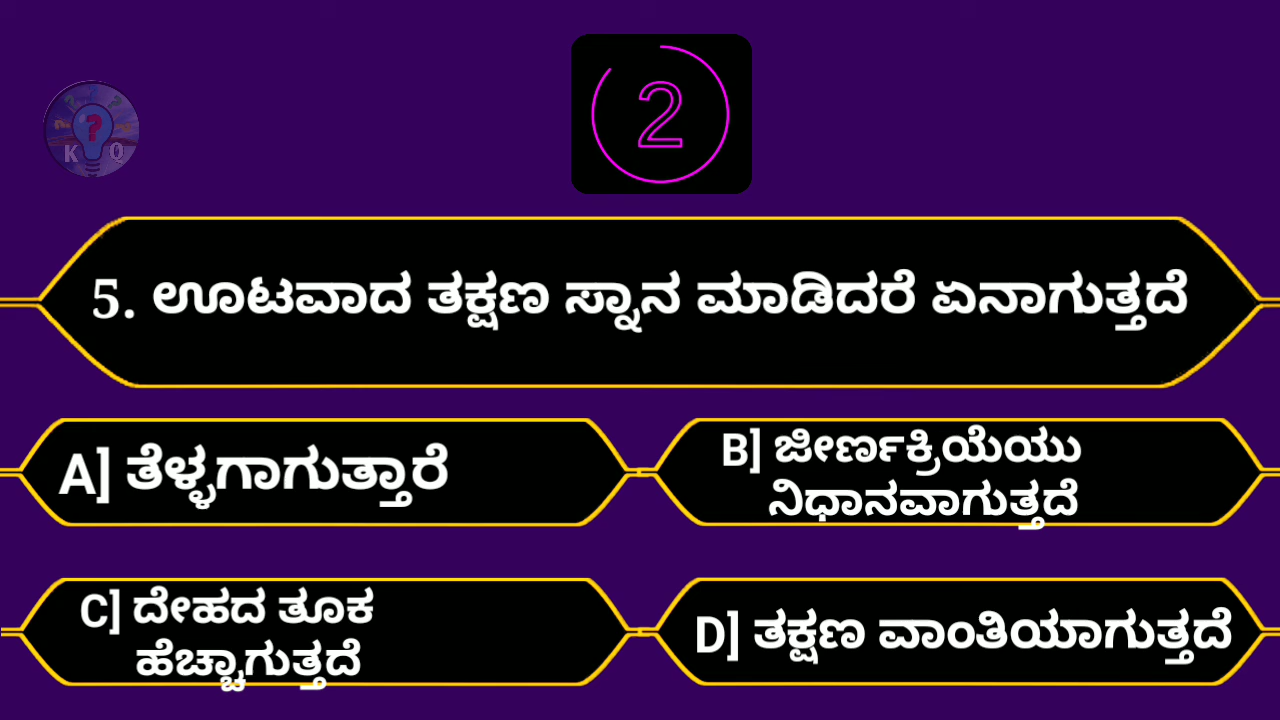 2
? ? ?
?
K Q
5. ಊಟವಾದ ತಕ್ಷಣ ಸ್ನಾನ ಮಾಡಿದರೆ ಏನಾಗುತ್ತದೆ
A] ತೆಳ್ಳಗಾಗುತ್ತಾರೆ
B] ಜೀರ್ಣಕ್ರಿಯೆಯು
ನಿಧಾನವಾಗುತ್ತದೆ
C] ದೇಹದ ತೂಕ
ಹೆಚ್ಚಾಗುತ್ತದೆ
D] ತಕ್ಷಣ ವಾಂತಿಯಾಗುತ್ತದೆ